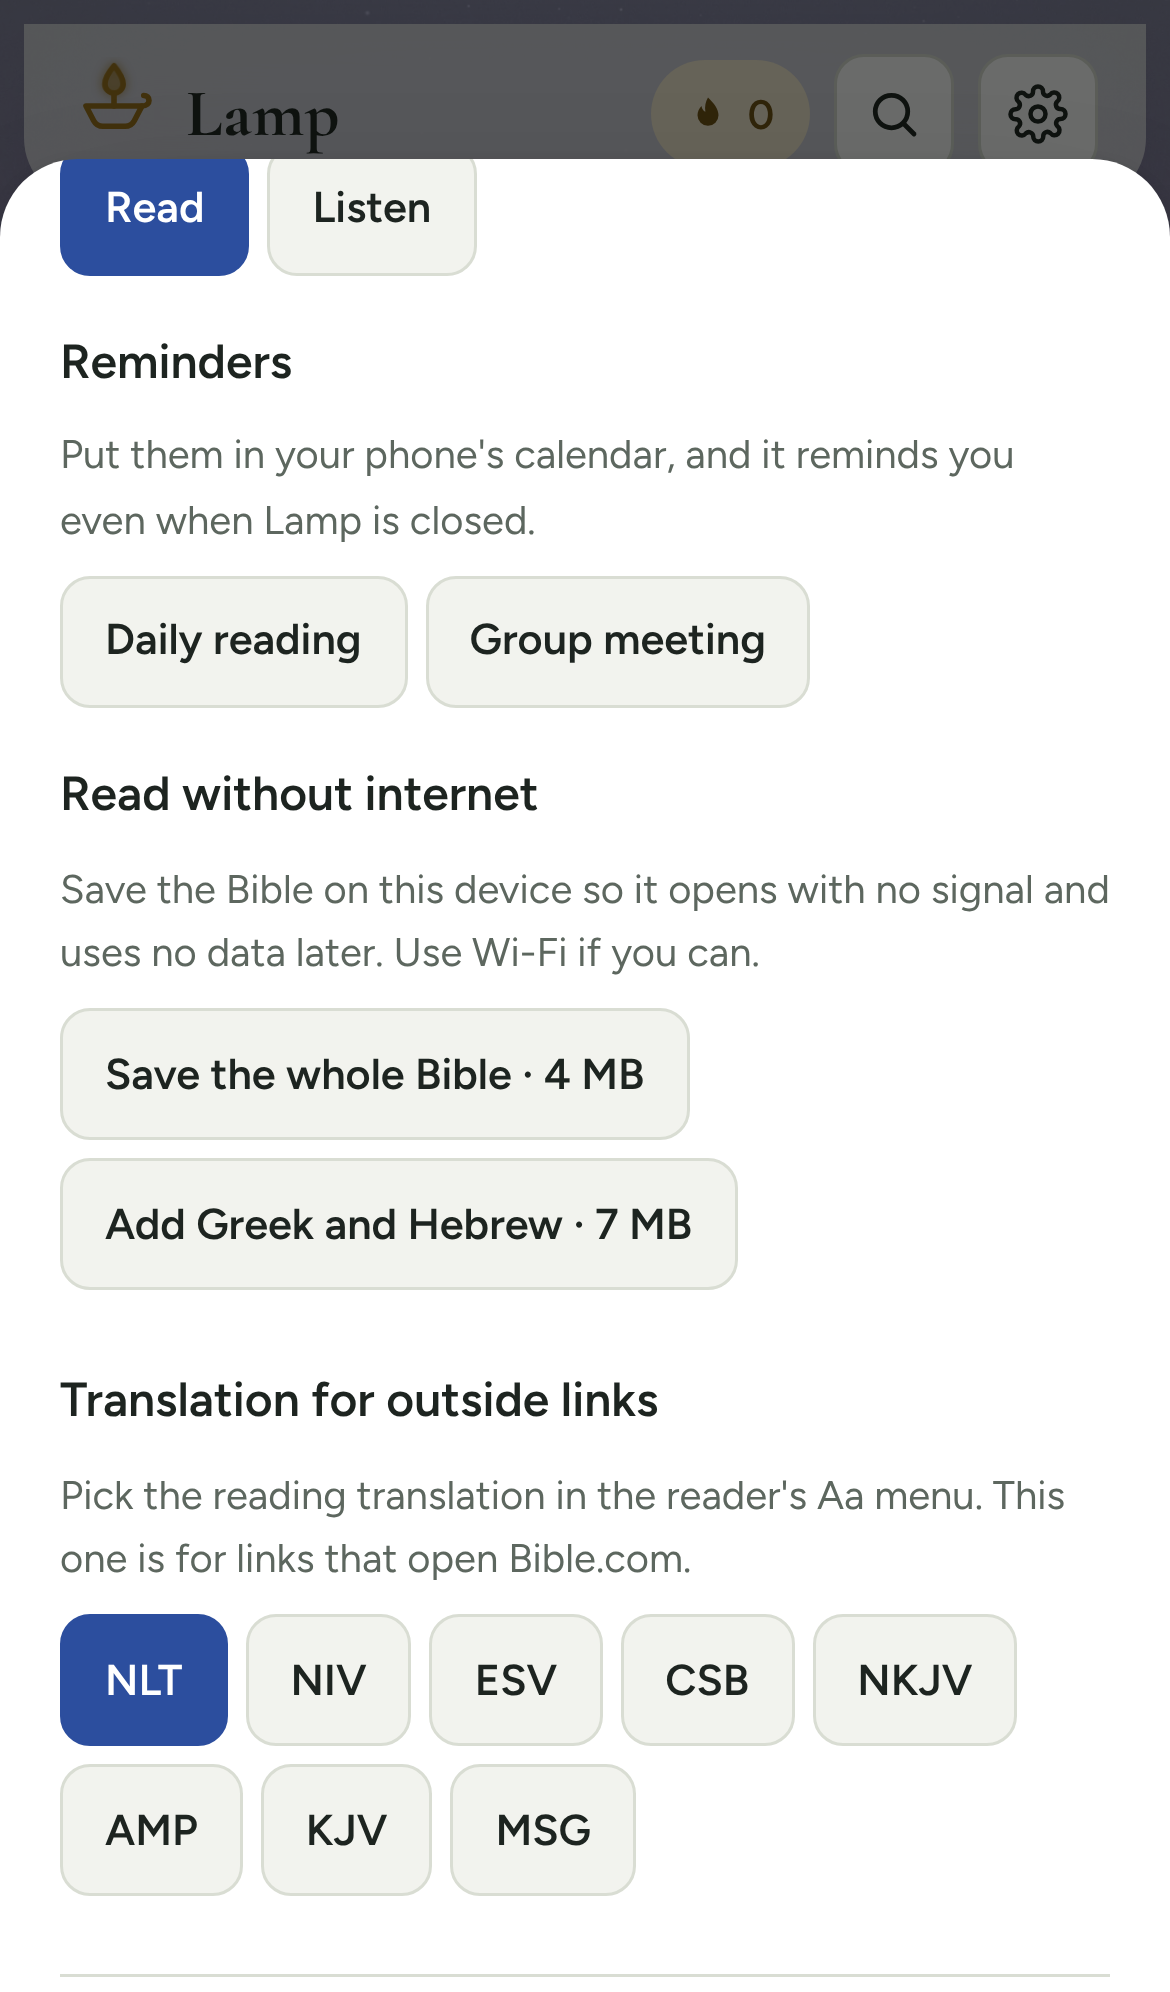 Lamp
0
Read
Listen
Reminders
Put them in your phone's calendar, and it reminds you
even when Lamp is closed.
Daily reading
Group meeting
Read without internet
Save the Bible on this device so it opens with no signal and
uses no data later. Use Wi-Fi if you can.
Save the whole Bible · 4 MB
Add Greek and Hebrew · 7 MB
Translation for outside links
Pick the reading translation in the reader's Aa menu. This
one is for links that open Bible.com.
NLT
NIV
ESV
CSB
NKJV
AMP
KJV
MSG